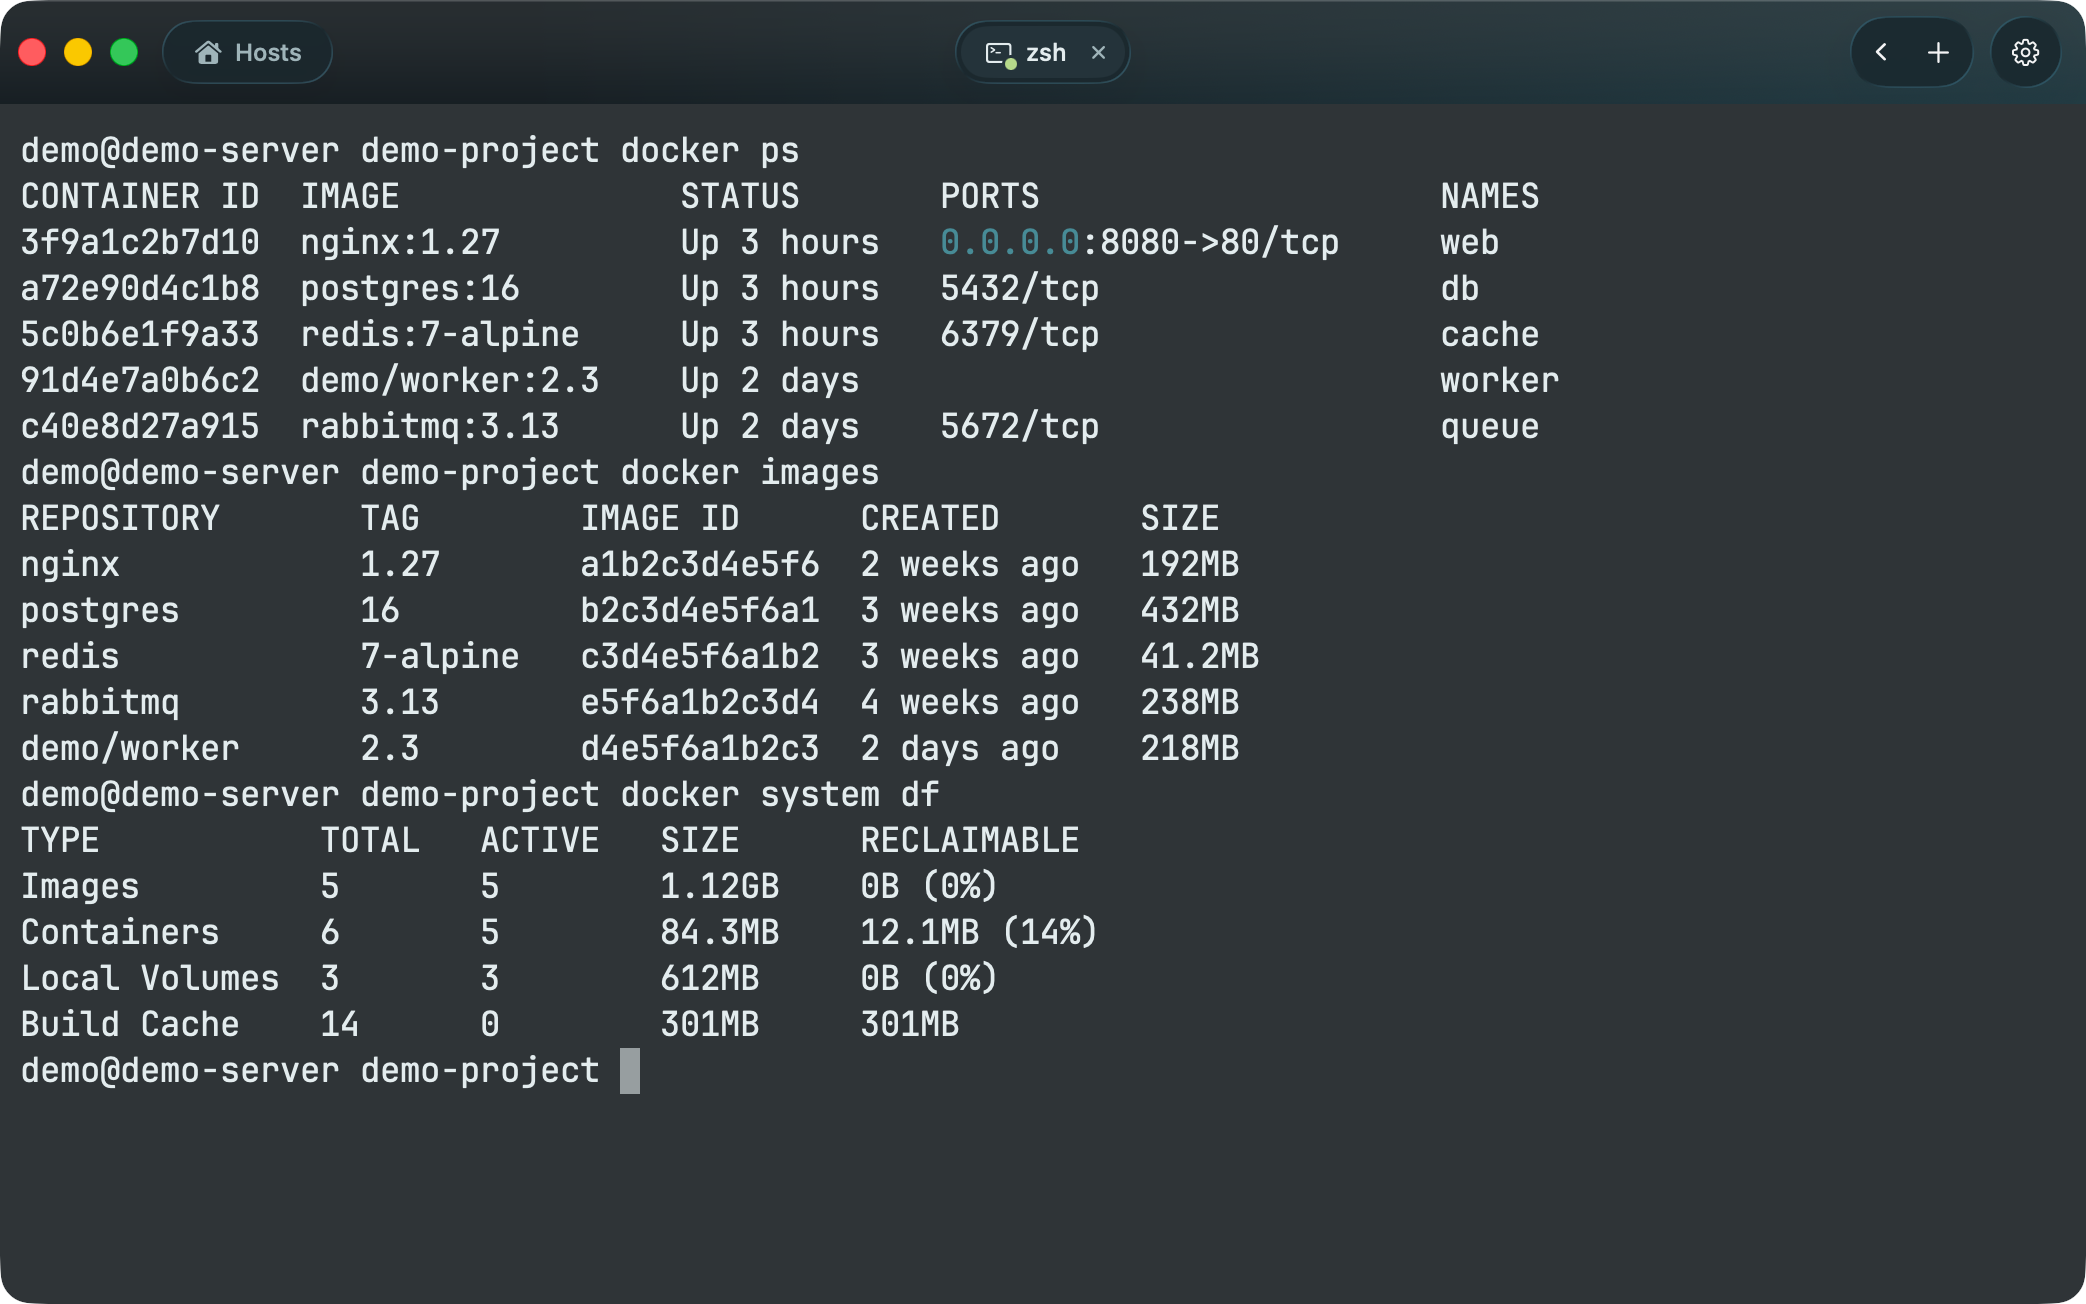 Hosts
zsh
demo@demo-server demo-project docker ps
CONTAINER ID  IMAGE              STATUS       PORTS                    NAMES
3f9a1c2b7d10  nginx:1.27         Up 3 hours   0.0.0.0:8080->80/tcp     web
a72e90d4c1b8  postgres:16        Up 3 hours   5432/tcp                 db
5c0b6e1f9a33  redis:7-alpine     Up 3 hours   6379/tcp                 cache
91d4e7a0b6c2  demo/worker:2.3    Up 2 days                             worker
c40e8d27a915  rabbitmq:3.13      Up 2 days    5672/tcp                 queue
demo@demo-server demo-project docker images
REPOSITORY       TAG        IMAGE ID      CREATED       SIZE
nginx            1.27       a1b2c3d4e5f6  2 weeks ago   192MB
postgres         16         b2c3d4e5f6a1  3 weeks ago   432MB
redis            7-alpine   c3d4e5f6a1b2  3 weeks ago   41.2MB
rabbitmq         3.13       e5f6a1b2c3d4  4 weeks ago   238MB
demo/worker      2.3        d4e5f6a1b2c3  2 days ago    218MB
demo@demo-server demo-project docker system df
TYPE           TOTAL   ACTIVE   SIZE      RECLAIMABLE
Images         5       5        1.12GB    0B (0%)
Containers     6       5        84.3MB    12.1MB (14%)
Local Volumes  3       3        612MB     0B (0%)
Build Cache    14      0        301MB     301MB
demo@demo-server demo-project